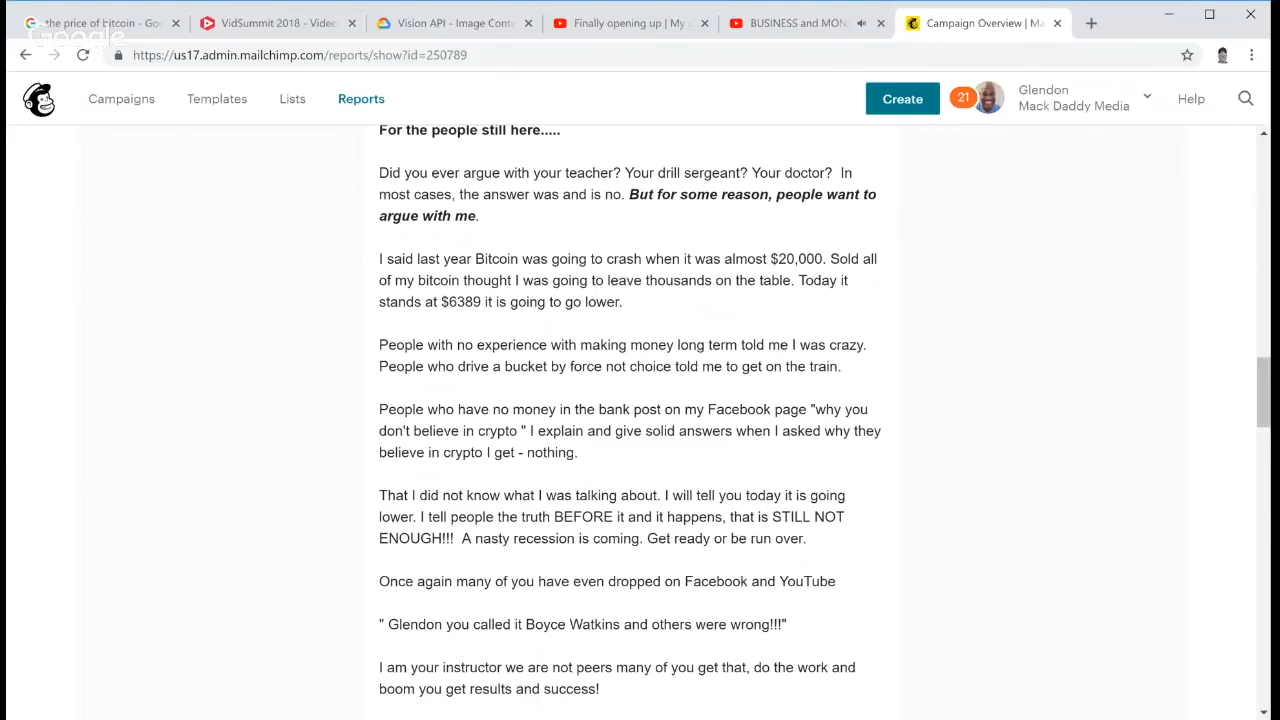 the price of bitcoin - Goo
VidSummit 2018 - Video
Vision API - Image Conte
Finally opening up | My a
BUSINESS and MON
Campaign Overview | Ma
Google
https://us17.admin.mailchimp.com/reports/show?id=250789
Campaigns
Templates
Lists
Reports
Create
21
Glendon
Mack Daddy Media
Help
For the people still here.....
Did you ever argue with your teacher? Your drill sergeant? Your doctor? In
most cases, the answer was and is no. But for some reason, people want to
argue with me.
I said last year Bitcoin was going to crash when it was almost $20,000. Sold all
of my bitcoin thought I was going to leave thousands on the table. Today it
stands at $6389 it is going to go lower.
People with no experience with making money long term told me I was crazy.
People who drive a bucket by force not choice told me to get on the train.
People who have no money in the bank post on my Facebook page "why you
don't believe in crypto " I explain and give solid answers when I asked why they
believe in crypto I get - nothing.
That I did not know what I was talking about. I will tell you today it is going
lower. I tell people the truth BEFORE it and it happens, that is STILL NOT
ENOUGH!!! A nasty recession is coming. Get ready or be run over.
Once again many of you have even dropped on Facebook and YouTube
" Glendon you called it Boyce Watkins and others were wrong!!!"
I am your instructor we are not peers many of you get that, do the work and
boom you get results and success!